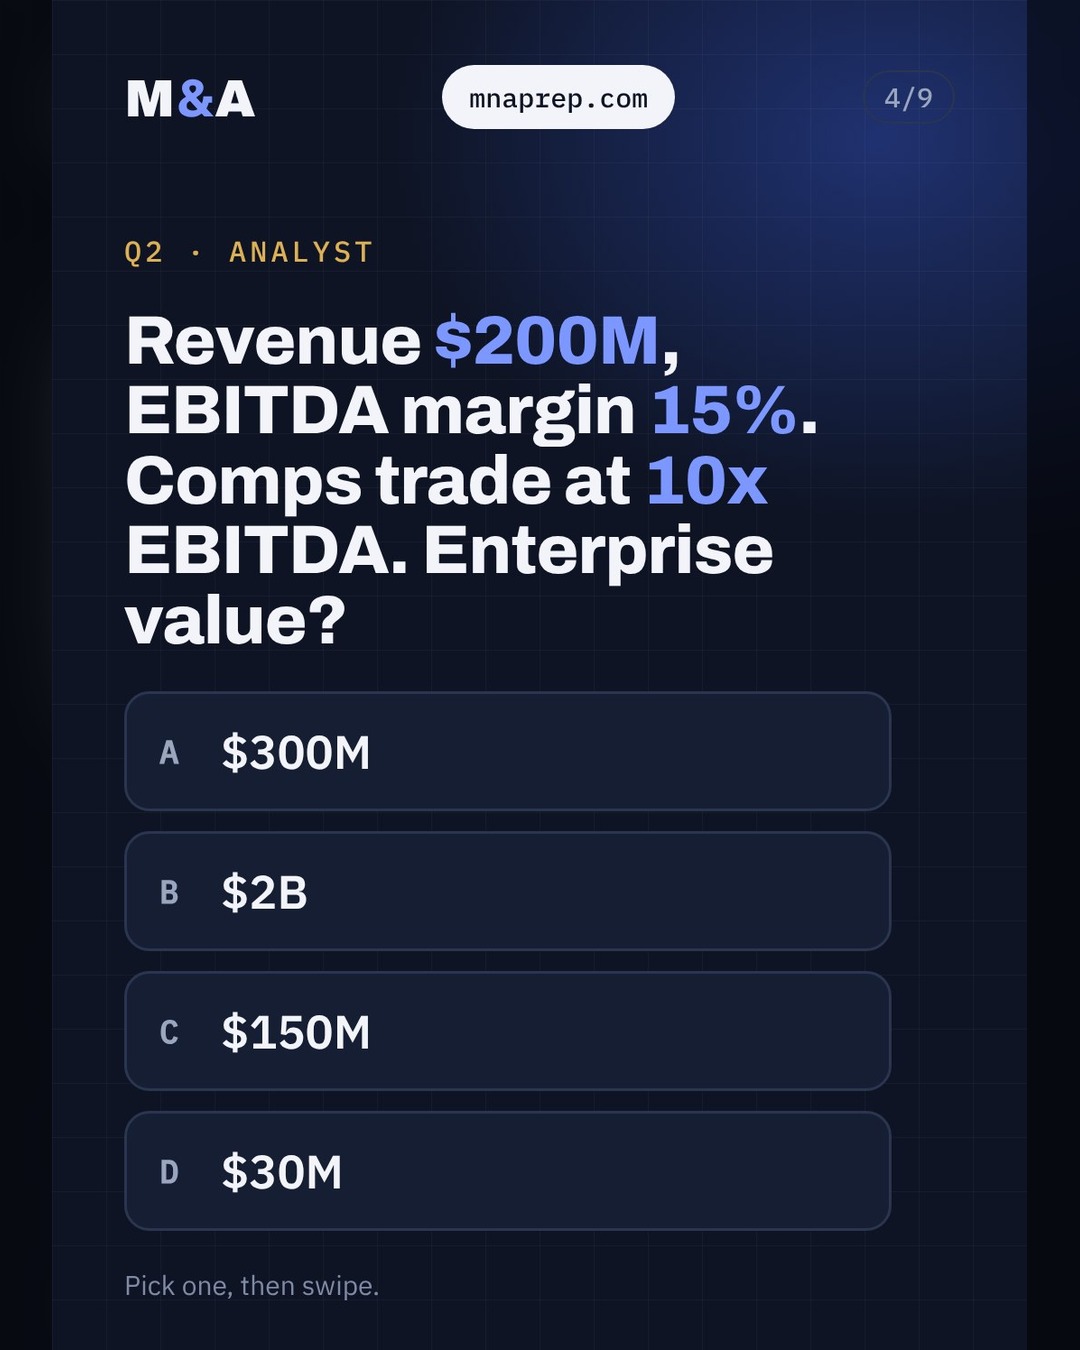 M&A
mnaprep.com
4/9
Q2 · ANALYST
Revenue $200M,
EBITDA margin 15%.
Comps trade at 10x
EBITDA. Enterprise
value?
A $300M
B $2B
C $150M
D $30M
Pick one, then swipe.